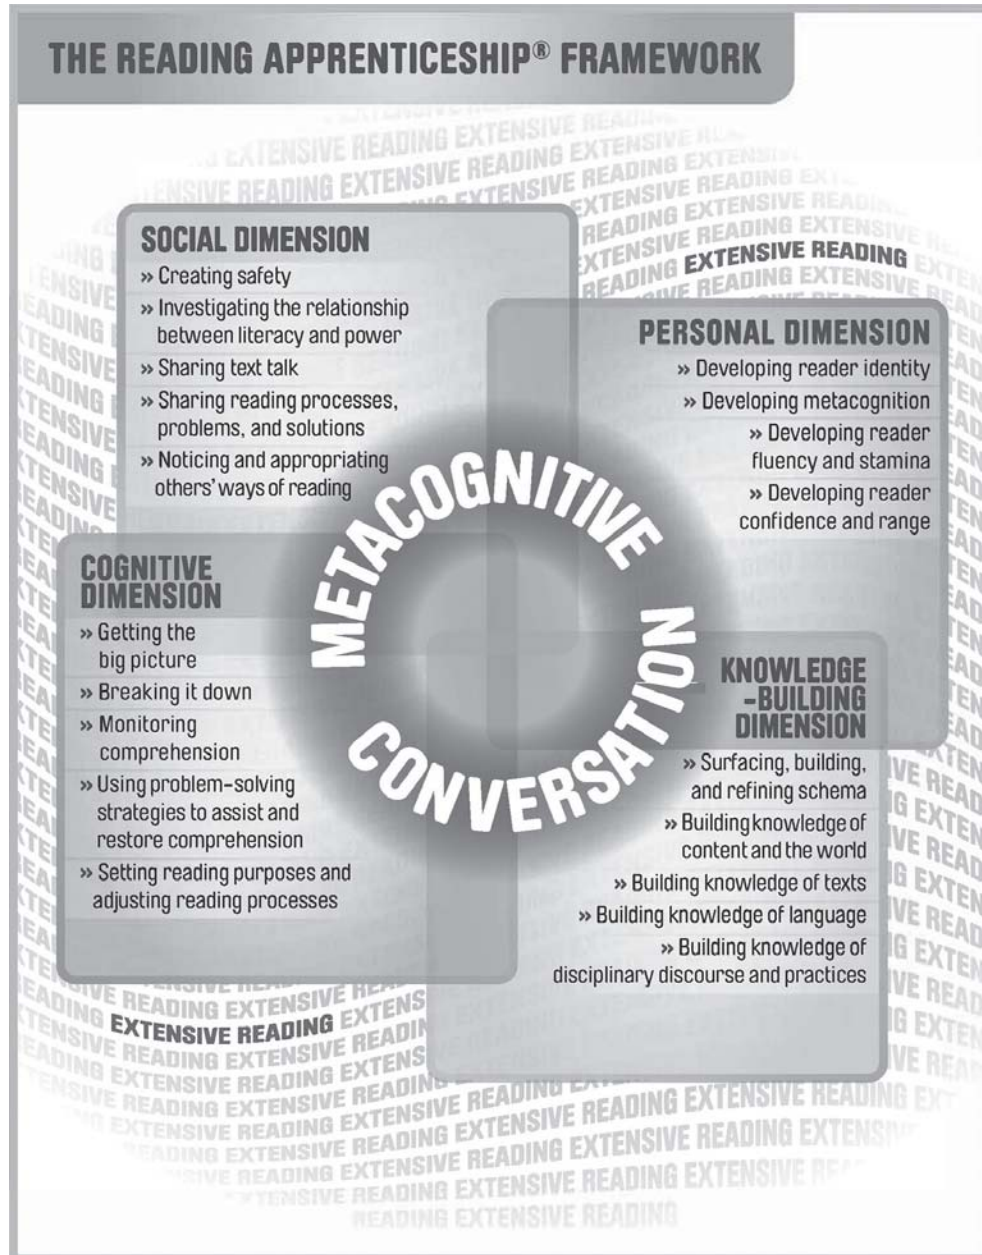 THE READING APPRENTICESHIP® FRAMEWORK
EXTENSIVE READING
SOCIAL DIMENSION
» Creating safety
» Investigating the relationship
between literacy and power
» Sharing text talk
» Sharing reading processes,
problems, and solutions
» Noticing and appropriating
others' ways of reading
PERSONAL DIMENSION
» Developing reader identity
» Developing metacognition
» Developing reader
fluency and stamina
» Developing reader
confidence and range
METACOGNITIVE
CONVERSATION
COGNITIVE
DIMENSION
» Getting the
big picture
» Breaking it down
» Monitoring
comprehension
» Using problem-solving
strategies to assist and
restore comprehension
» Setting reading purposes and
adjusting reading processes
KNOWLEDGE
-BUILDING
DIMENSION
» Surfacing, building,
and refining schema
» Building knowledge of
content and the world
» Building knowledge of texts
» Building knowledge of language
» Building knowledge of
disciplinary discourse and practices
EXTENSIVE READING